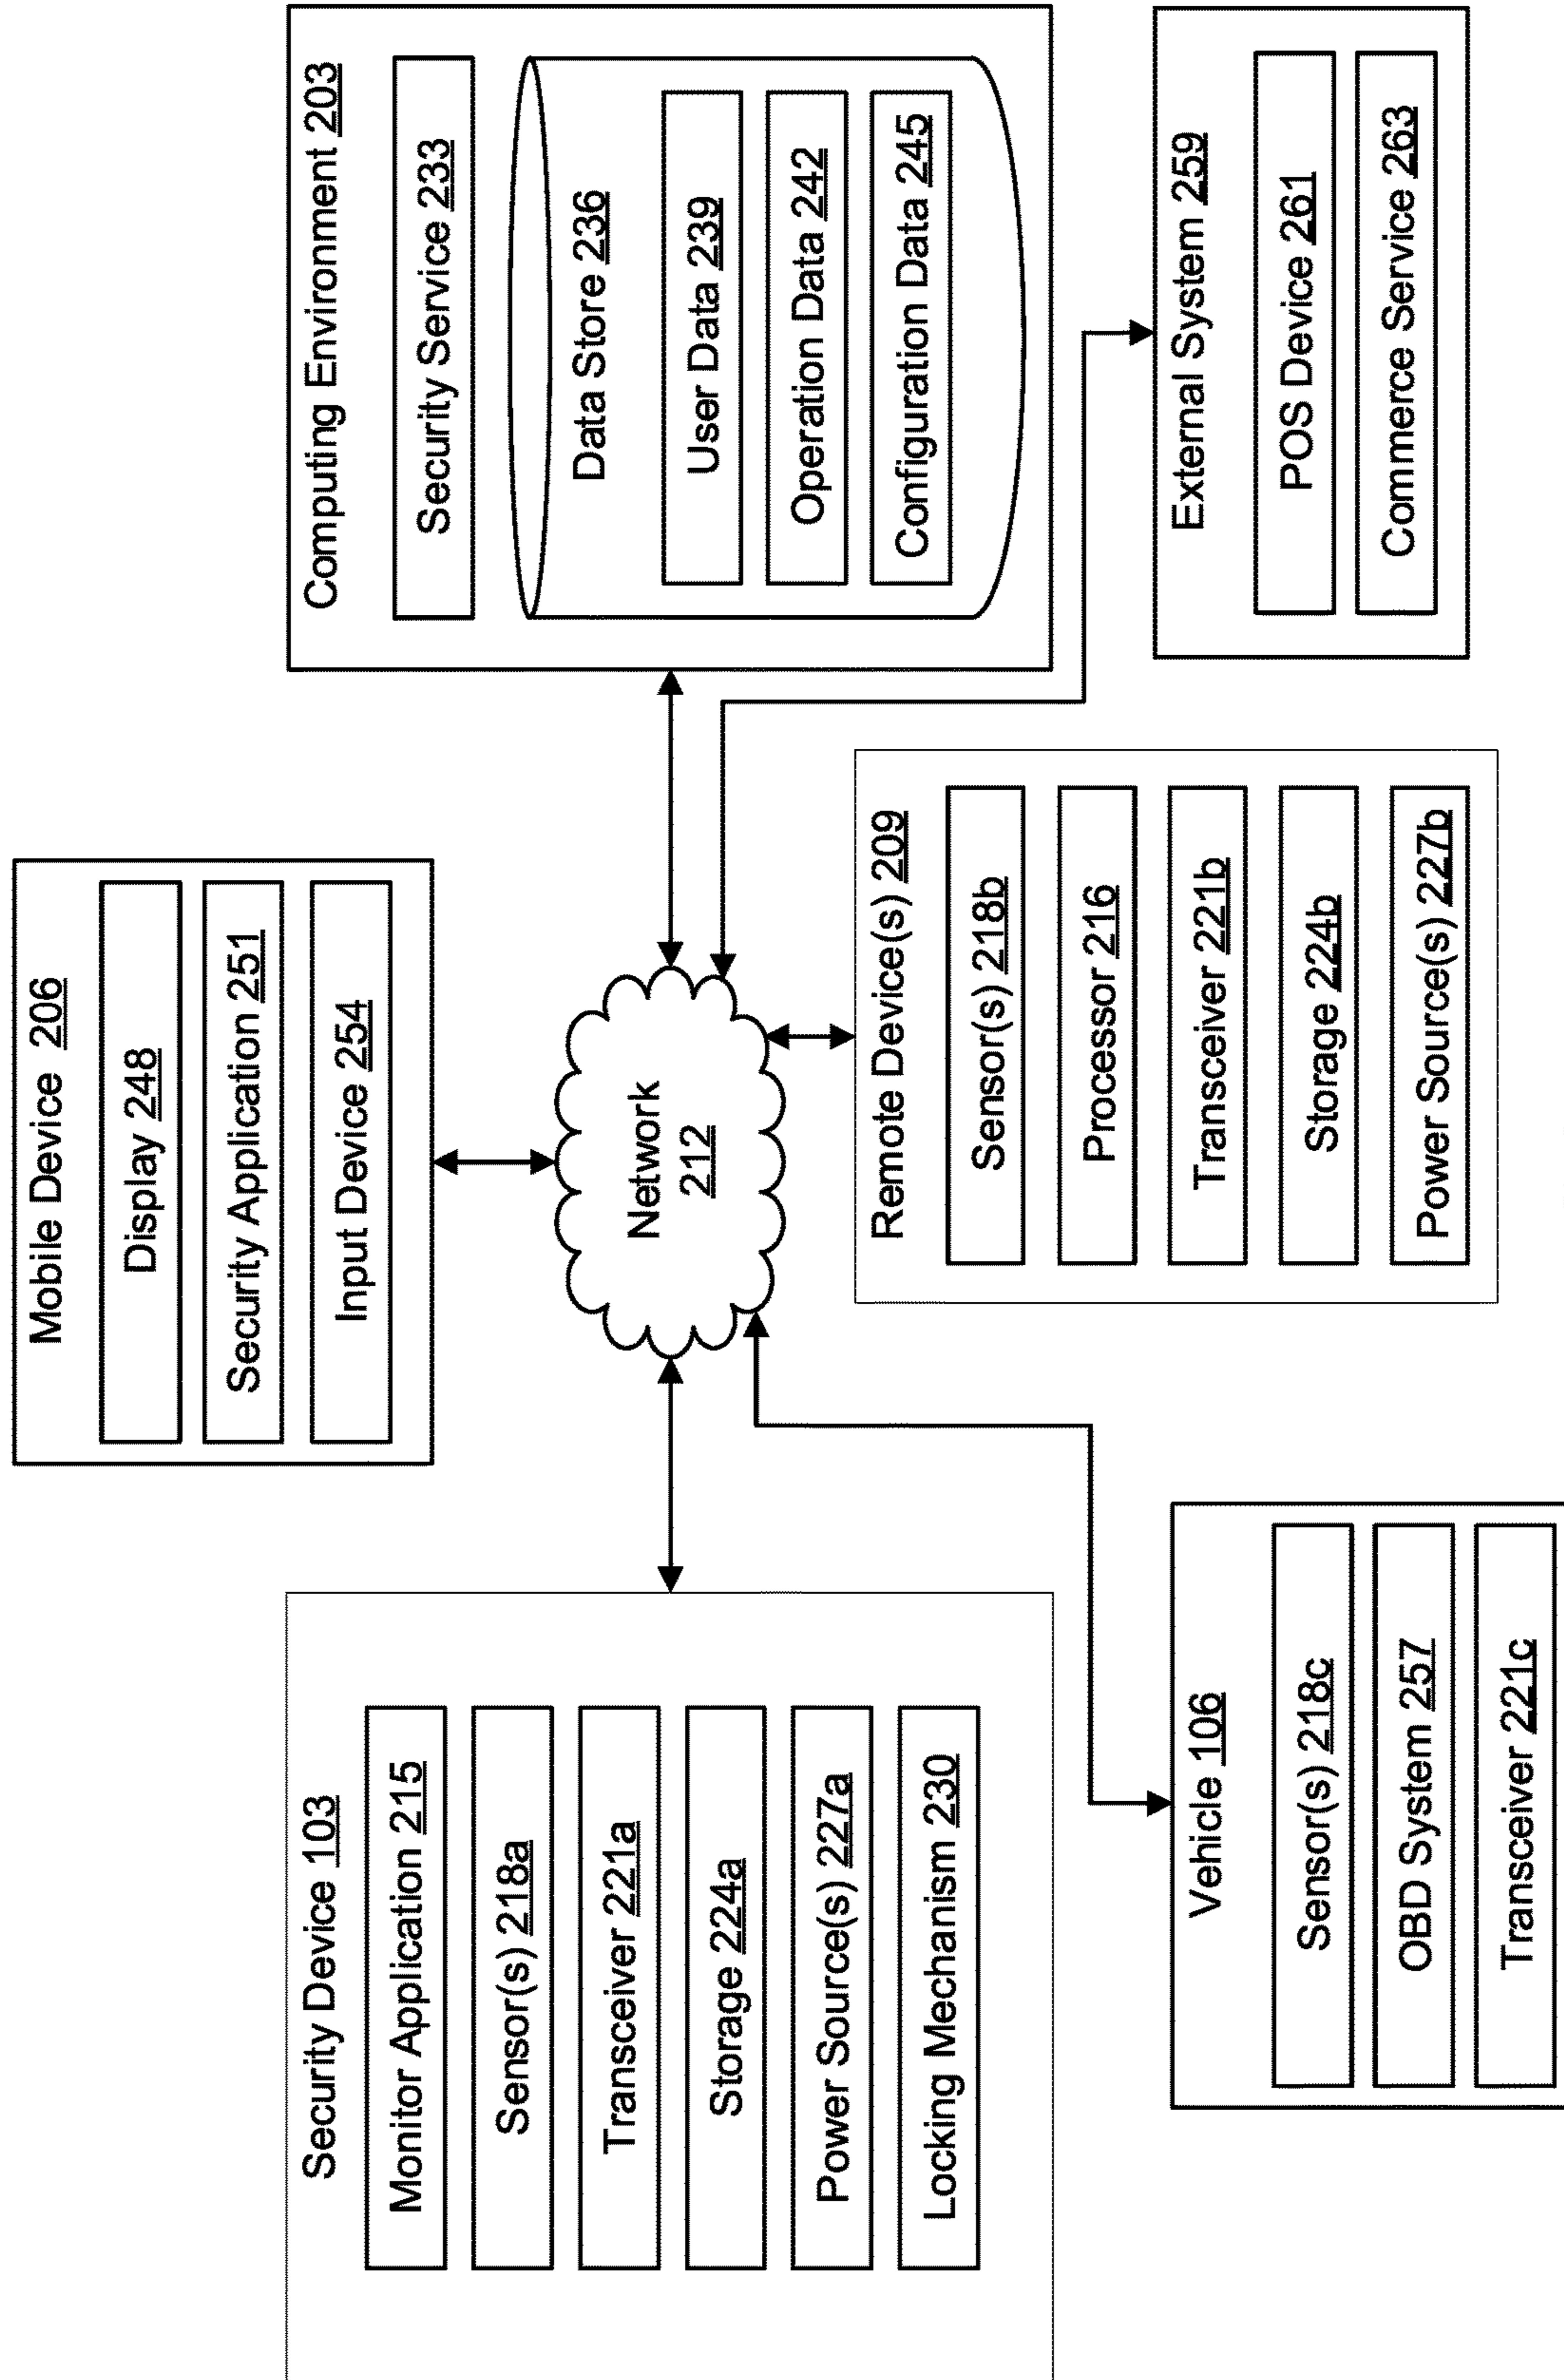 Security Device 103
Monitor Application 215
Sensor(s) 218a
Transceiver 221a
Storage 224a
Power Source(s) 227a
Locking Mechanism 230
Mobile Device 206
Display 248
Security Application 251
Input Device 254
Computing Environment 203
Security Service 233
Data Store 236
User Data 239
Operation Data 242
Configuration Data 245
Network
212
Vehicle 106
Sensor(s) 218c
OBD System 257
Transceiver 221c
Remote Device(s) 209
Sensor(s) 218b
Processor 216
Transceiver 221b
Storage 224b
Power Source(s) 227b
External System 259
POS Device 261
Commerce Service 263